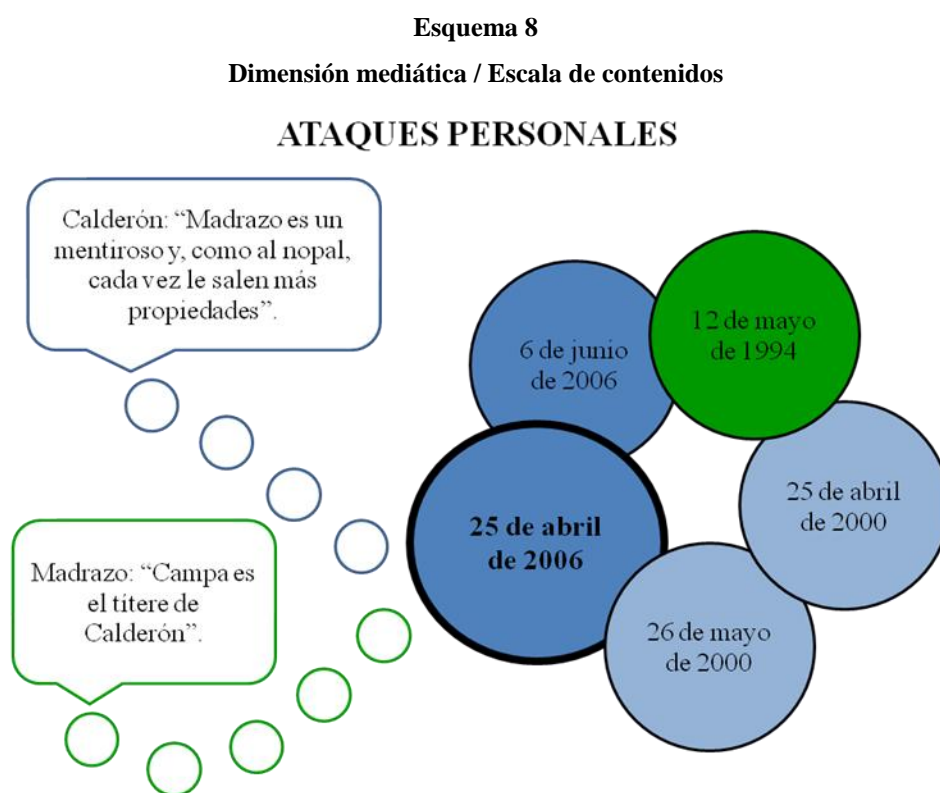 Esquema 8
Dimensión mediática / Escala de contenidos
ATAQUES PERSONALES
Calderón: “Madrazo es un
mentiroso y, como al nopal,
cada vez le salen más
propiedades”.
Madrazo: “Campa es
el títere de
Calderón”.
6 de junio
de 2006
12 de mayo
de 1994
25 de abril
de 2000
26 de mayo
de 2000
25 de abril
de 2006